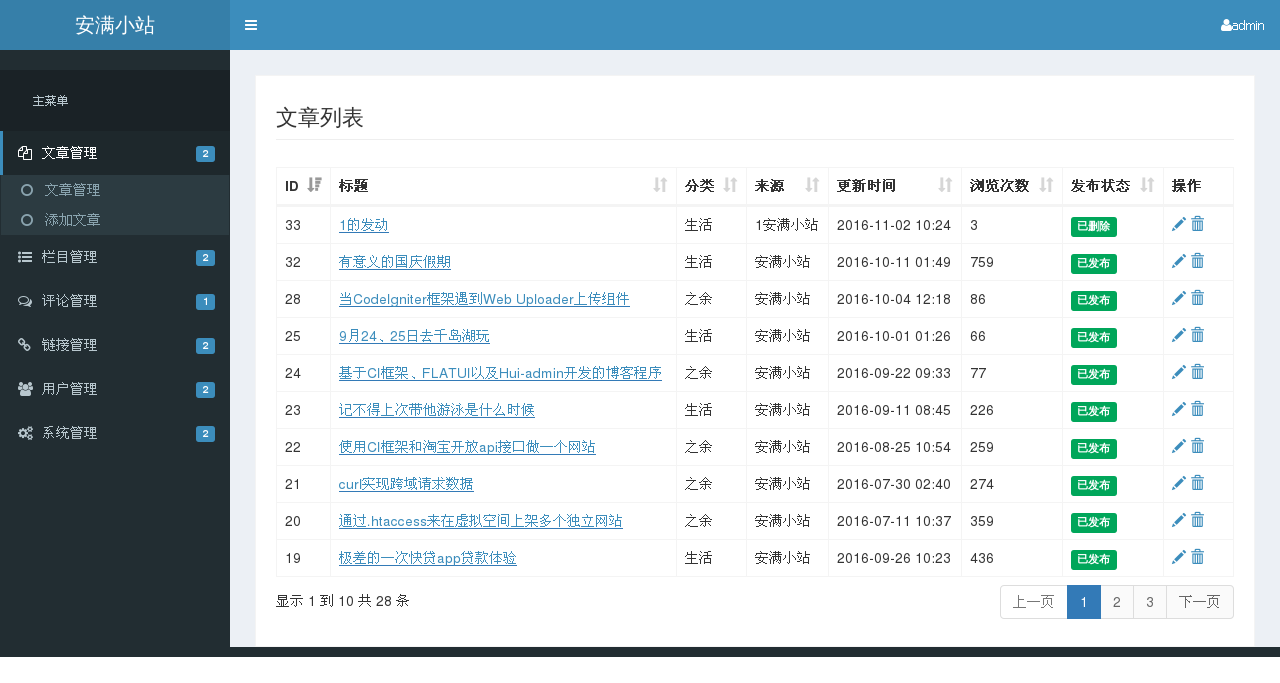 安满小站
admin
主菜单
文章管理 2
文章管理
添加文章
栏目管理 2
评论管理 1
链接管理 2
用户管理 2
系统管理 2
文章列表
ID 标题 分类 来源 更新时间 浏览次数 发布状态 操作
33 1的发动 生活 1安满小站 2016-11-02 10:24 3 已删除
32 有意义的国庆假期 生活 安满小站 2016-10-11 01:49 759 已发布
28 当CodeIgniter框架遇到Web Uploader上传组件 之余 安满小站 2016-10-04 12:18 86 已发布
25 9月24、25日去千岛湖玩 生活 安满小站 2016-10-01 01:26 66 已发布
24 基于CI框架、FLATUI以及Hui-admin开发的博客程序 之余 安满小站 2016-09-22 09:33 77 已发布
23 记不得上次带他游泳是什么时候 生活 安满小站 2016-09-11 08:45 226 已发布
22 使用CI框架和淘宝开放api接口做一个网站 之余 安满小站 2016-08-25 10:54 259 已发布
21 curl实现跨域请求数据 之余 安满小站 2016-07-30 02:40 274 已发布
20 通过.htaccess来在虚拟空间上架多个独立网站 之余 安满小站 2016-07-11 10:37 359 已发布
19 极差的一次快贷app贷款体验 生活 安满小站 2016-09-26 10:23 436 已发布
显示 1 到 10 共 28 条
上一页 1 2 3 下一页